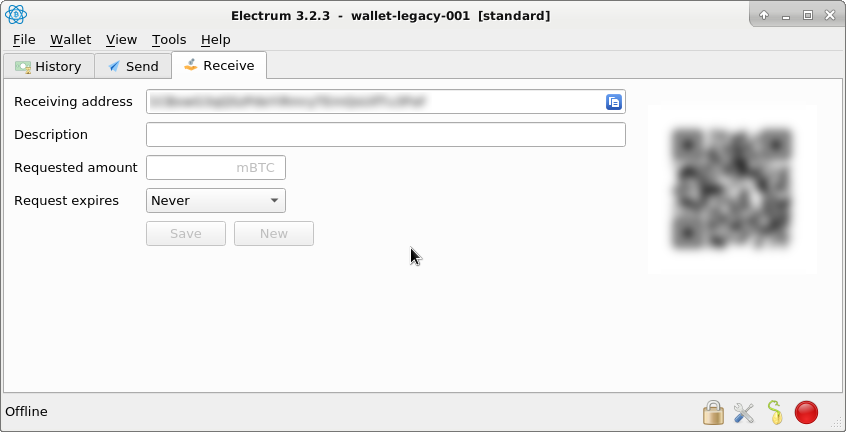 Electrum 3.2.3 - wallet-legacy-001 [standard]
File Wallet View Tools Help
History Send Receive
Receiving address
Description
Requested amount mBTC
Request expires Never
Save New
Offline